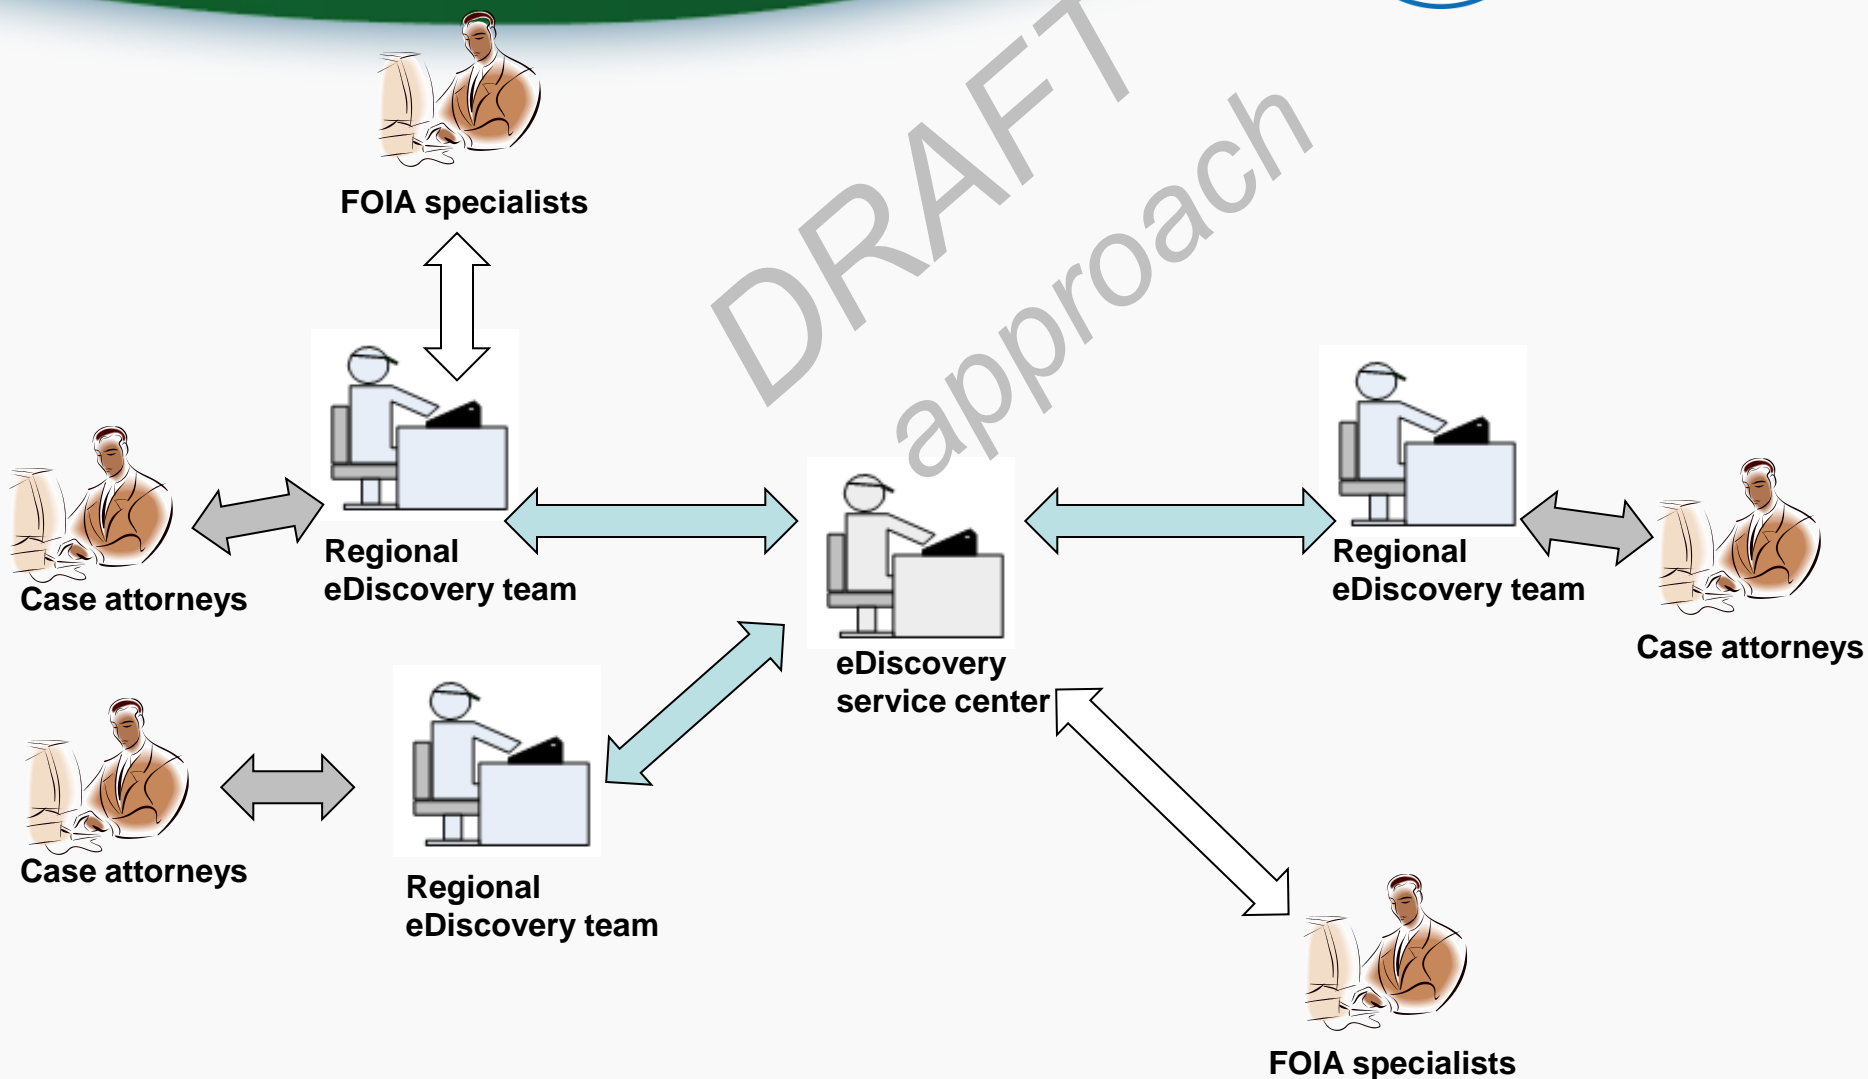 DRAFT
approach
FOIA specialists
Regional
eDiscovery team
Case attorneys
Regional
eDiscovery team
Case attorneys
eDiscovery
service center
Case attorneys
Regional
eDiscovery team
FOIA specialists